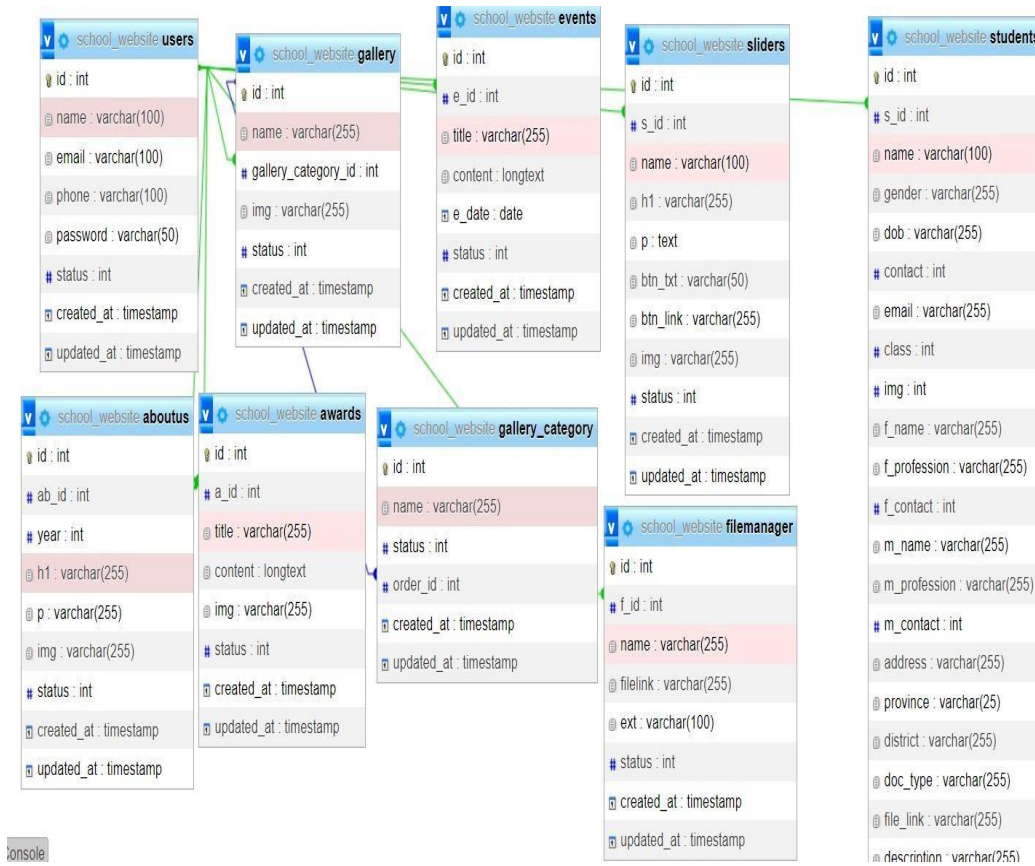 school_website users
id : int
name : varchar(100)
email : varchar(100)
phone : varchar(100)
password : varchar(50)
status : int
created_at : timestamp
updated_at : timestamp
school_website gallery
id : int
name : varchar(255)
gallery_category_id : int
img : varchar(255)
status : int
created_at : timestamp
updated_at : timestamp
school_website events
id : int
e_id : int
title : varchar(255)
content : longtext
e_date : date
status : int
created_at : timestamp
updated_at : timestamp
school_website sliders
id : int
s_id : int
name : varchar(100)
h1 : varchar(255)
p : text
btn_txt : varchar(50)
btn_link : varchar(255)
img : varchar(255)
status : int
created_at : timestamp
updated_at : timestamp
school_website students
id : int
s_id : int
name : varchar(100)
gender : varchar(255)
dob : varchar(255)
contact : int
email : varchar(255)
class : int
img : int
f_name : varchar(255)
f_profession : varchar(255)
f_contact : int
m_name : varchar(255)
m_profession : varchar(255)
m_contact : int
address : varchar(255)
province : varchar(25)
district : varchar(255)
doc_type : varchar(255)
file_link : varchar(255)
description : varchar(255)
school_website aboutus
id : int
ab_id : int
year : int
h1 : varchar(255)
p : varchar(255)
img : varchar(255)
status : int
created_at : timestamp
updated_at : timestamp
school_website awards
id : int
a_id : int
title : varchar(255)
content : longtext
img : varchar(255)
status : int
created_at : timestamp
updated_at : timestamp
school_website gallery_category
id : int
name : varchar(255)
status : int
order_id : int
created_at : timestamp
updated_at : timestamp
school_website filemanager
id : int
f_id : int
name : varchar(255)
filelink : varchar(255)
ext : varchar(100)
status : int
created_at : timestamp
updated_at : timestamp
Console